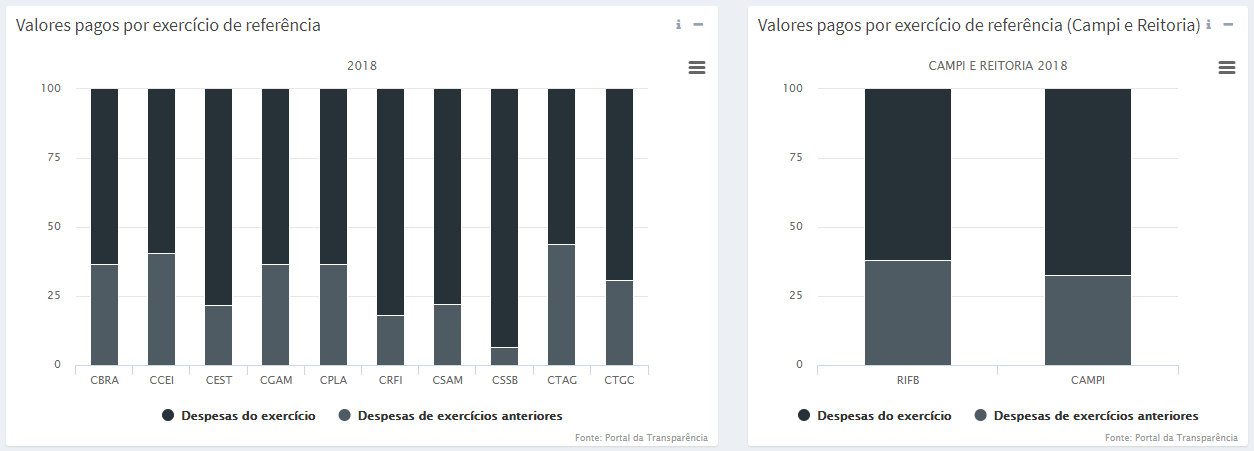 Valores pagos por exercício de referência
2018
100
75
50
25
0
CBRA CCEI CEST CGAM CPLA CRFI CSAM CSSB CTAG CTGC
Despesas do exercício Despesas de exercícios anteriores
Fonte: Portal da Transparência
Valores pagos por exercício de referência (Campi e Reitoria)
CAMPI E REITORIA 2018
100
75
50
25
0
RIFB CAMPI
Despesas do exercício Despesas de exercícios anteriores
Fonte: Portal da Transparência